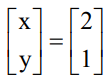 [x] = [2]
[y]   [1]